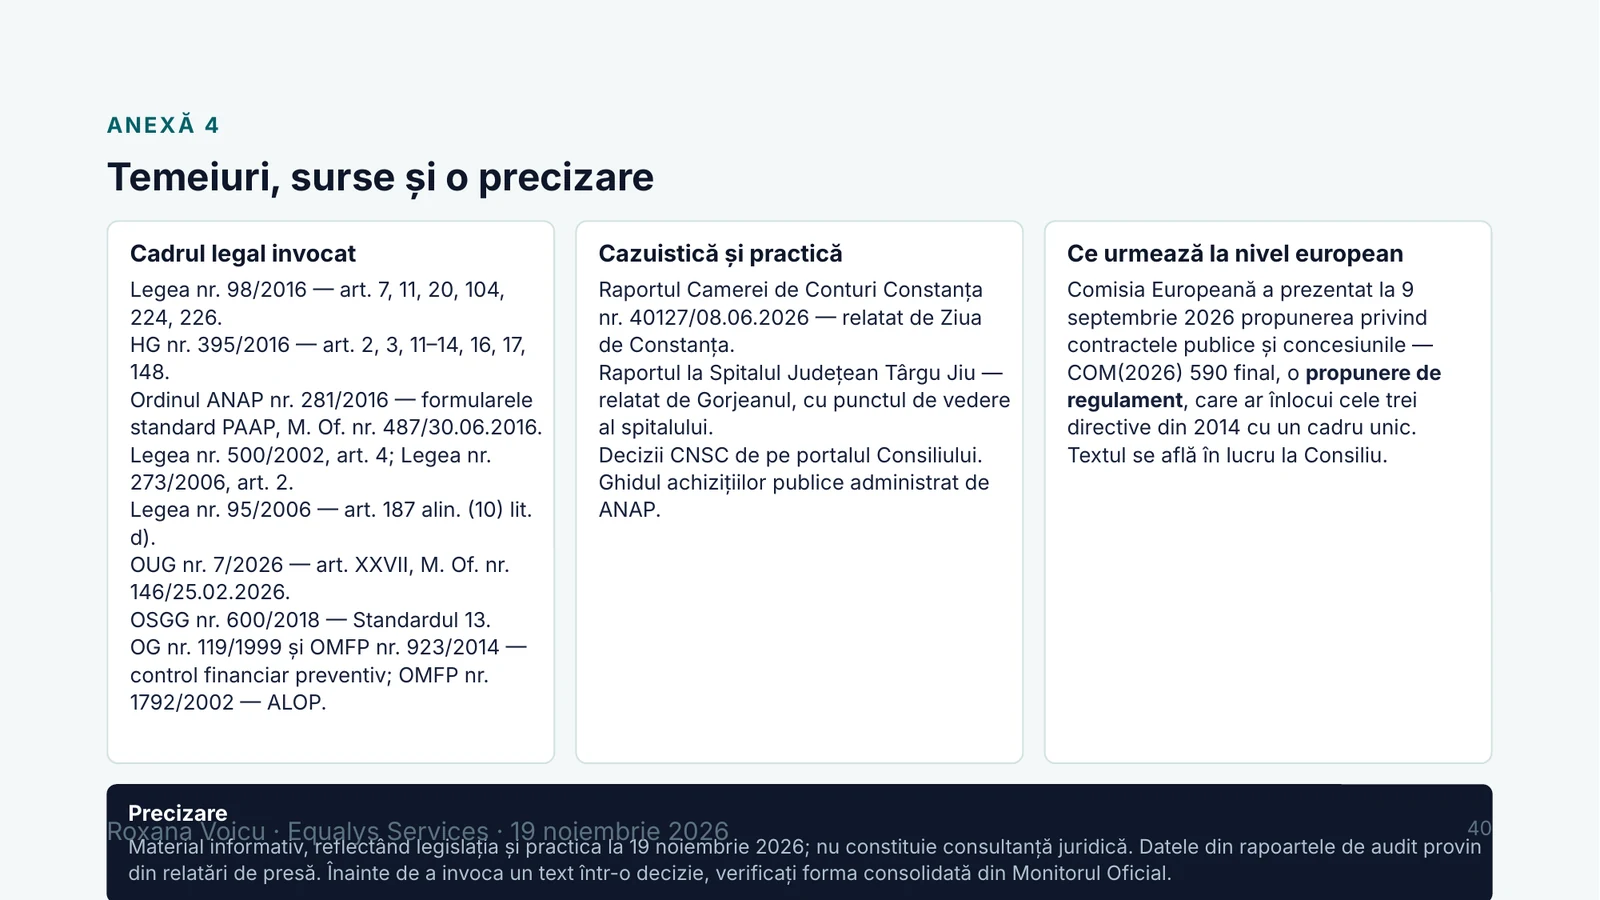 ANEXĂ 4
Temeiuri, surse și o precizare
Cadrul legal invocat
Legea nr. 98/2016 — art. 7, 11, 20, 104,
224, 226.
HG nr. 395/2016 — art. 2, 3, 11–14, 16, 17,
148.
Ordinul ANAP nr. 281/2016 — formularele
standard PAAP, M. Of. nr. 487/30.06.2016.
Legea nr. 500/2002, art. 4; Legea nr.
273/2006, art. 2.
Legea nr. 95/2006 — art. 187 alin. (10) lit.
d).
OUG nr. 7/2026 — art. XXVII, M. Of. nr.
146/25.02.2026.
OSGG nr. 600/2018 — Standardul 13.
OG nr. 119/1999 și OMFP nr. 923/2014 —
control financiar preventiv; OMFP nr.
1792/2002 — ALOP.
Cazuistică și practică
Raportul Camerei de Conturi Constanța
nr. 40127/08.06.2026 — relatat de Ziua
de Constanța.
Raportul la Spitalul Județean Târgu Jiu —
relatat de Gorjeanul, cu punctul de vedere
al spitalului.
Decizii CNSC de pe portalul Consiliului.
Ghidul achizițiilor publice administrat de
ANAP.
Ce urmează la nivel european
Comisia Europeană a prezentat la 9
septembrie 2026 propunerea privind
contractele publice și concesiunile —
COM(2026) 590 final, o propunere de
regulament, care ar înlocui cele trei
directive din 2014 cu un cadru unic.
Textul se află în lucru la Consiliu.
Precizare
Roxana Voicu · Equalys Services · 19 noiembrie 2026
40
Material informativ, reflectând legislația și practica la 19 noiembrie 2026; nu constituie consultanță juridică. Datele din rapoartele de audit provin
din relatări de presă. Înainte de a invoca un text într-o decizie, verificați forma consolidată din Monitorul Oficial.